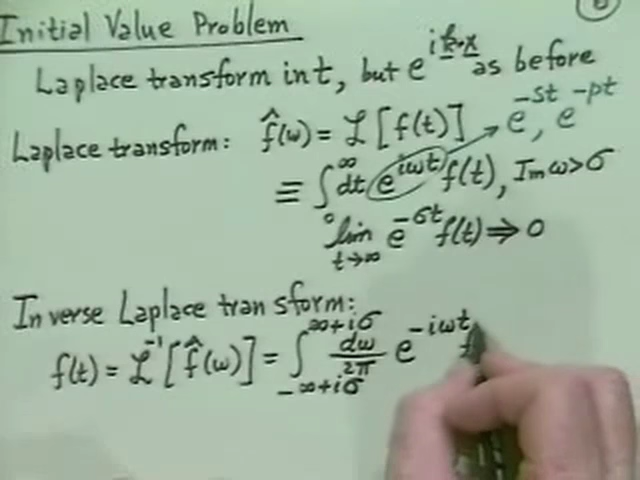 Initial Value Problem
Laplace transform in t, but e^{i k·x} as before
Laplace transform: f̂(ω) = ℒ[f(t)] → e^{-st}, e^{-pt}
≡ ∫_0^∞ dt e^{iωt} f(t), Im ω > σ
lim_{t→∞} e^{-σt} f(t) ⇒ 0
Inverse Laplace transform:
f(t) = ℒ^{-1}[f̂(ω)] = ∫_{-∞+iσ}^{∞+iσ} dω/2π e^{-iωt}